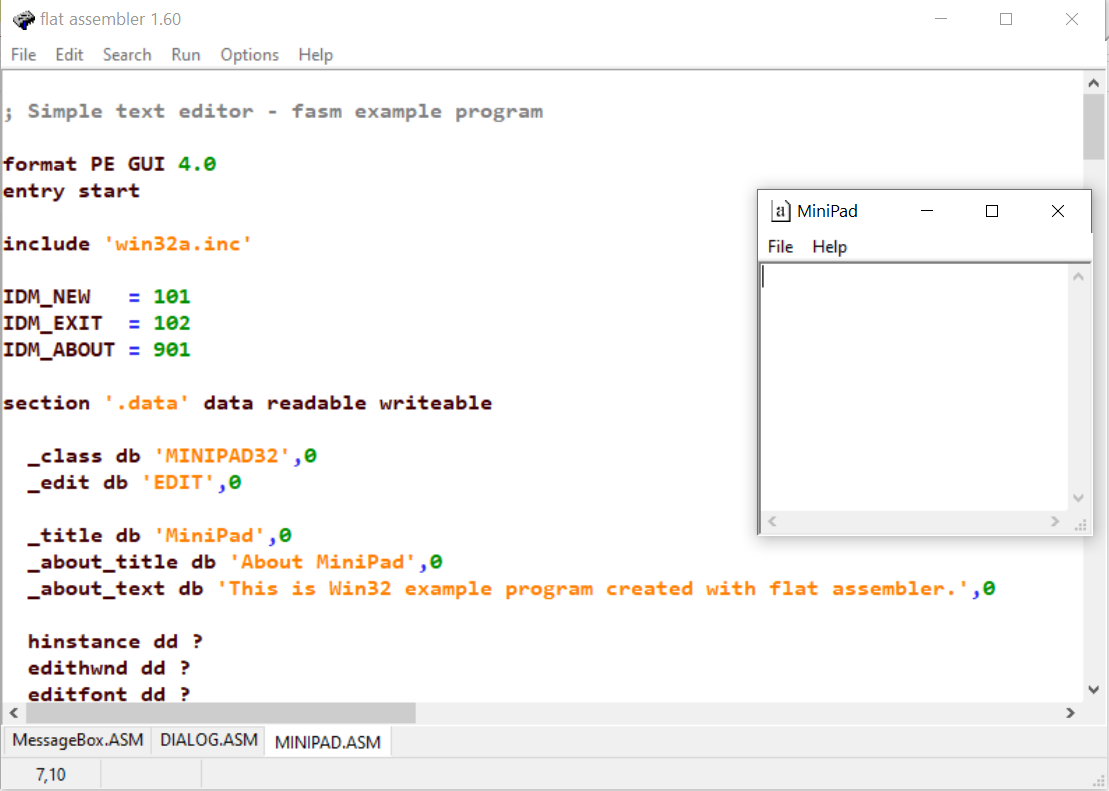 flat assembler 1.60
File Edit Search Run Options Help
; Simple text editor - fasm example program
format PE GUI 4.0
entry start
include 'win32a.inc'
IDM_NEW   = 101
IDM_EXIT  = 102
IDM_ABOUT = 901
section '.data' data readable writeable
_class db 'MINIPAD32',0
_edit db 'EDIT',0
_title db 'MiniPad',0
_about_title db 'About MiniPad',0
_about_text db 'This is Win32 example program created with flat assembler.',0
hinstance dd ?
edithwnd dd ?
editfont dd ?
MiniPad
File Help
MessageBox.ASM DIALOG.ASM MINIPAD.ASM
7,10